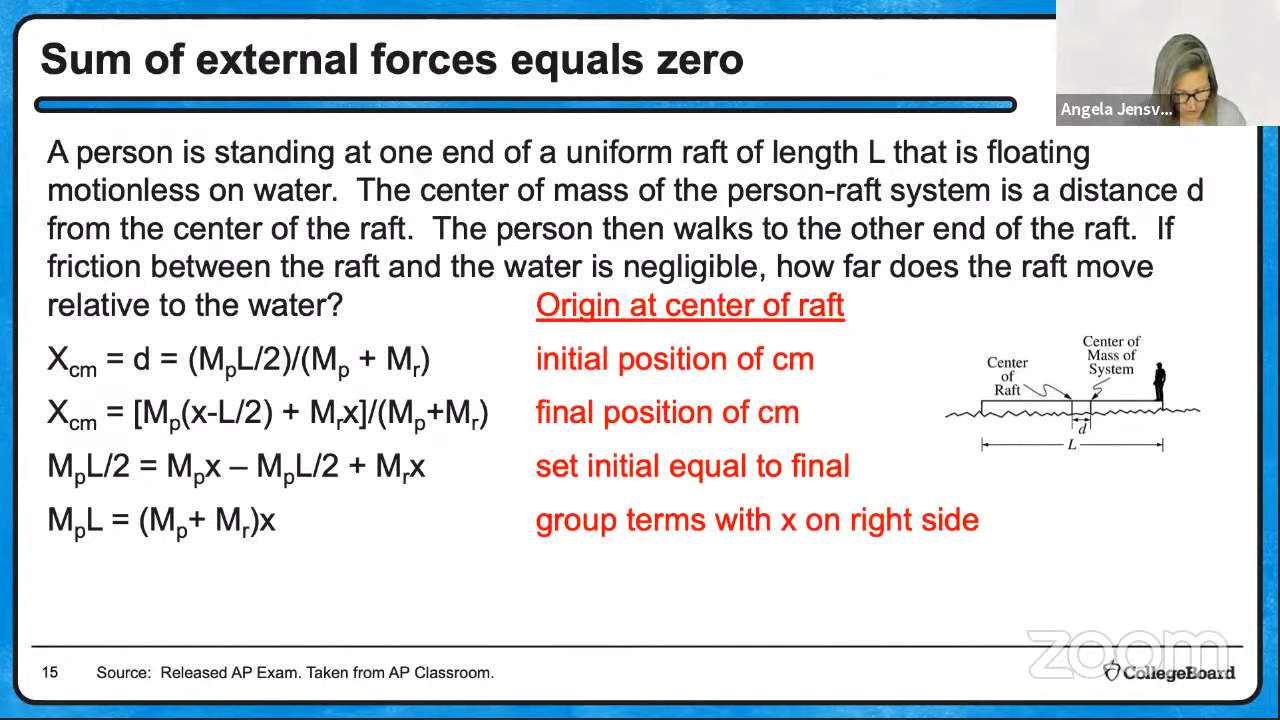 Sum of external forces equals zero
Angela Jensv...
A person is standing at one end of a uniform raft of length L that is floating
motionless on water. The center of mass of the person-raft system is a distance d
from the center of the raft. The person then walks to the other end of the raft. If
friction between the raft and the water is negligible, how far does the raft move
relative to the water?
Origin at center of raft
X_cm = d = (M_pL/2)/(M_p + M_r)
initial position of cm
X_cm = [M_p(x-L/2) + M_rx]/(M_p+M_r)
final position of cm
M_pL/2 = M_px – M_pL/2 + M_rx
set initial equal to final
M_pL = (M_p+ M_r)x
group terms with x on right side
Center
of
Raft
Center of
Mass of
System
d
L
zoom
15
Source: Released AP Exam. Taken from AP Classroom.
CollegeBoard